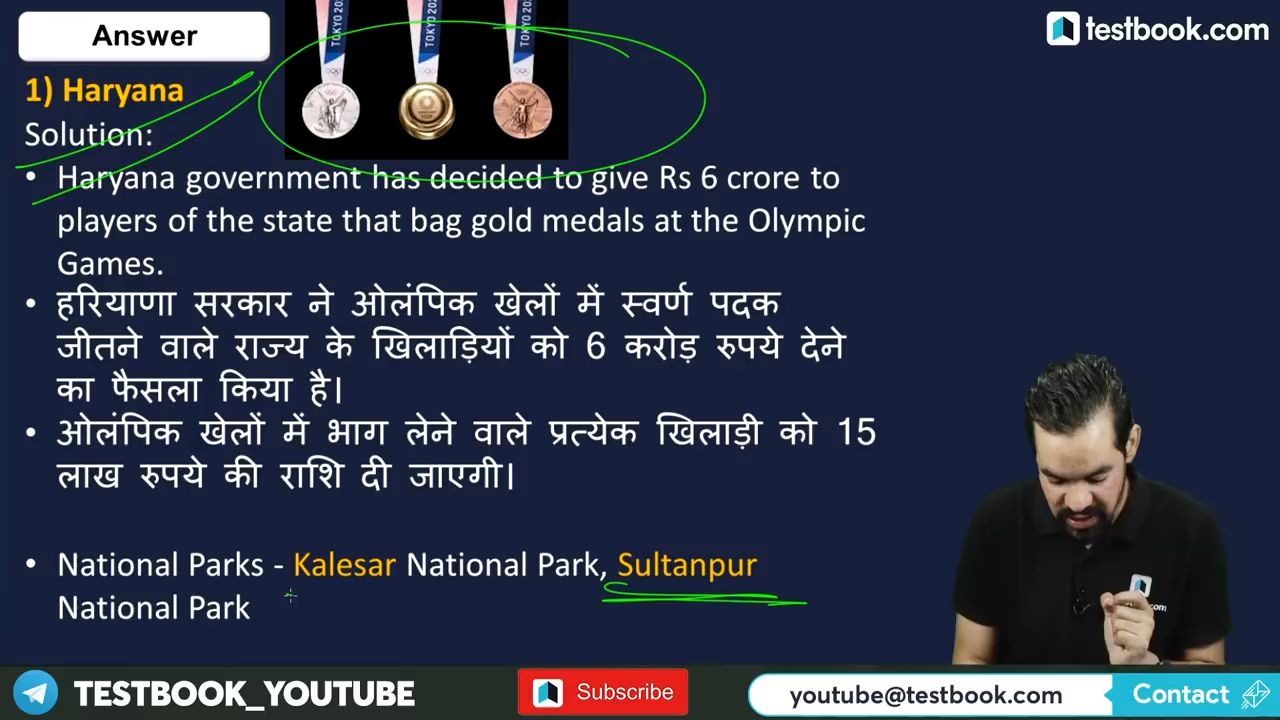 Answer
TOKYO 202
TOKYO 202
TOKYO 202
testbook.com
1) Haryana
Solution:
• Haryana government has decided to give Rs 6 crore to
players of the state that bag gold medals at the Olympic
Games.
• हरियाणा सरकार ने ओलंपिक खेलों में स्वर्ण पदक
जीतने वाले राज्य के खिलाड़ियों को 6 करोड़ रुपये देने
का फैसला किया है।
• ओलंपिक खेलों में भाग लेने वाले प्रत्येक खिलाड़ी को 15
लाख रुपये की राशि दी जाएगी।
• National Parks - Kalesar National Park, Sultanpur
National Park
TESTBOOK_YOUTUBE
Subscribe
youtube@testbook.com
Contact